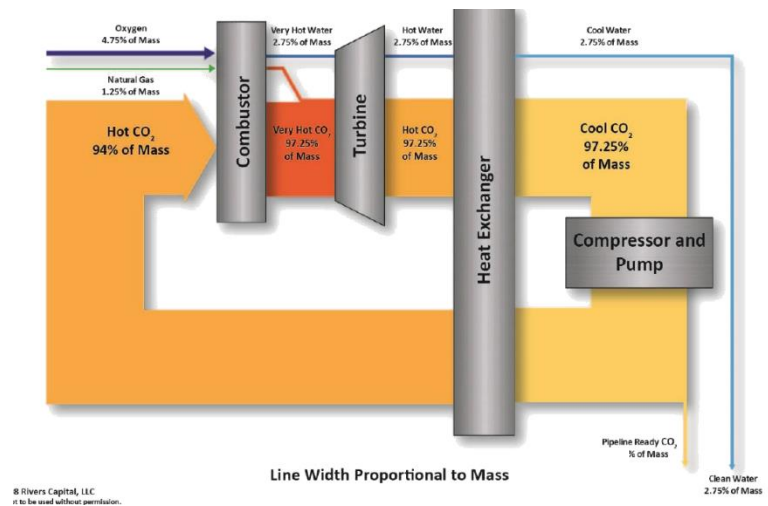 Oxygen
4.75% of Mass
Very Hot Water
2.75% of Mass
Hot Water
2.75% of Mass
Cool Water
2.75% of Mass
Natural Gas
1.25% of Mass
Hot CO₂
94% of Mass
Combustor
Very Hot CO₂
97.25%
of Mass
Turbine
Hot CO₂
97.25%
of Mass
Heat Exchanger
Cool CO₂
97.25%
of Mass
Compressor and
Pump
Pipeline Ready CO₂
% of Mass
Clean Water
2.75% of Mass
Line Width Proportional to Mass
8 Rivers Capital, LLC
to be used without permission.